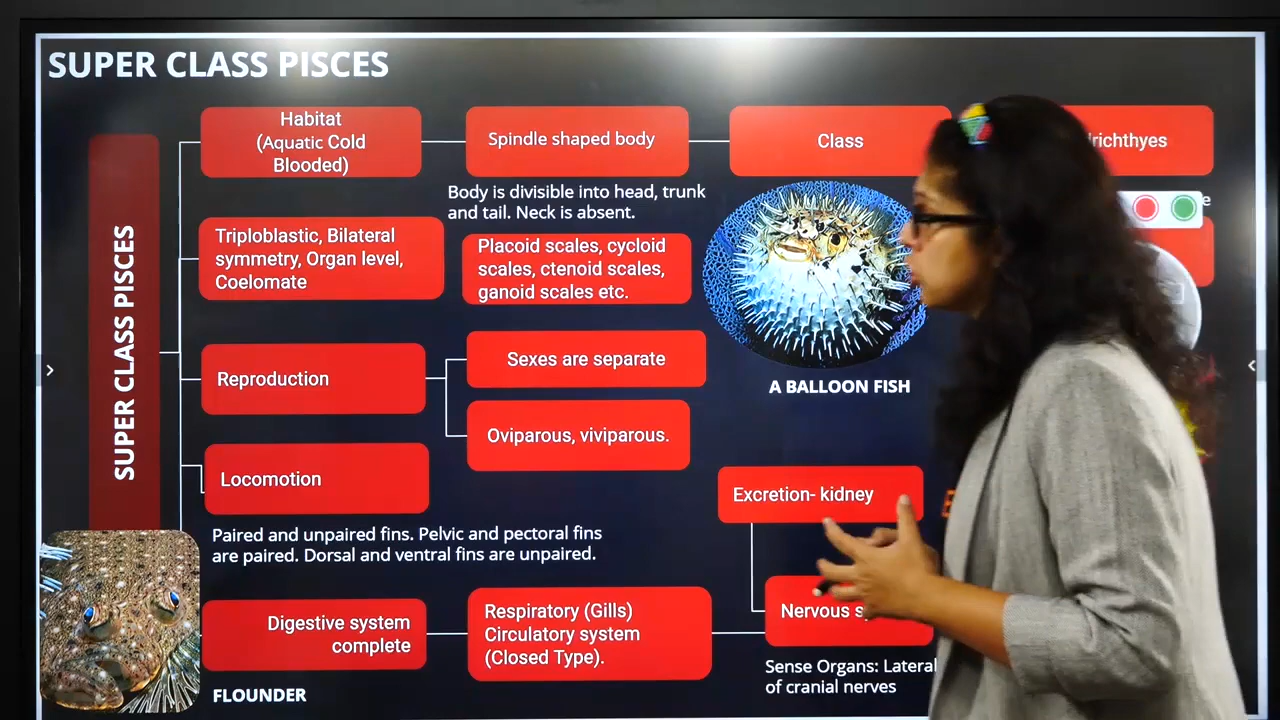 SUPER CLASS PISCES
SUPER CLASS PISCES
Habitat
(Aquatic Cold
Blooded)
Spindle shaped body
Class
Body is divisible into head, trunk
and tail. Neck is absent.
Triploblastic, Bilateral
symmetry, Organ level,
Coelomate
Placoid scales, cycloid
scales, ctenoid scales,
ganoid scales etc.
A BALLOON FISH
Reproduction
Sexes are separate
Oviparous, viviparous.
Locomotion
Paired and unpaired fins. Pelvic and pectoral fins
are paired. Dorsal and ventral fins are unpaired.
Excretion- kidney
Digestive system
complete
Respiratory (Gills)
Circulatory system
(Closed Type).
Nervous
Sense Organs: Lateral
of cranial nerves
FLOUNDER